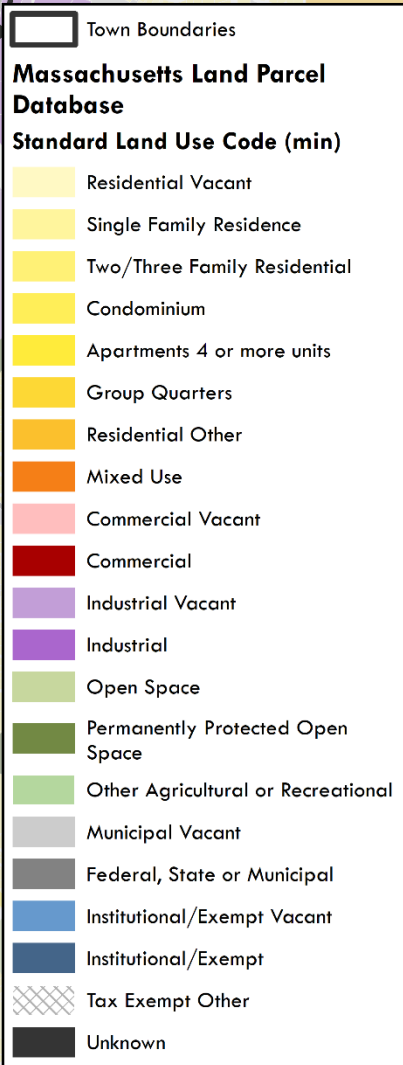 Town Boundaries
Massachusetts Land Parcel
Database
Standard Land Use Code (min)
Residential Vacant
Single Family Residence
Two/Three Family Residential
Condominium
Apartments 4 or more units
Group Quarters
Residential Other
Mixed Use
Commercial Vacant
Commercial
Industrial Vacant
Industrial
Open Space
Permanently Protected Open
Space
Other Agricultural or Recreational
Municipal Vacant
Federal, State or Municipal
Institutional/Exempt Vacant
Institutional/Exempt
Tax Exempt Other
Unknown